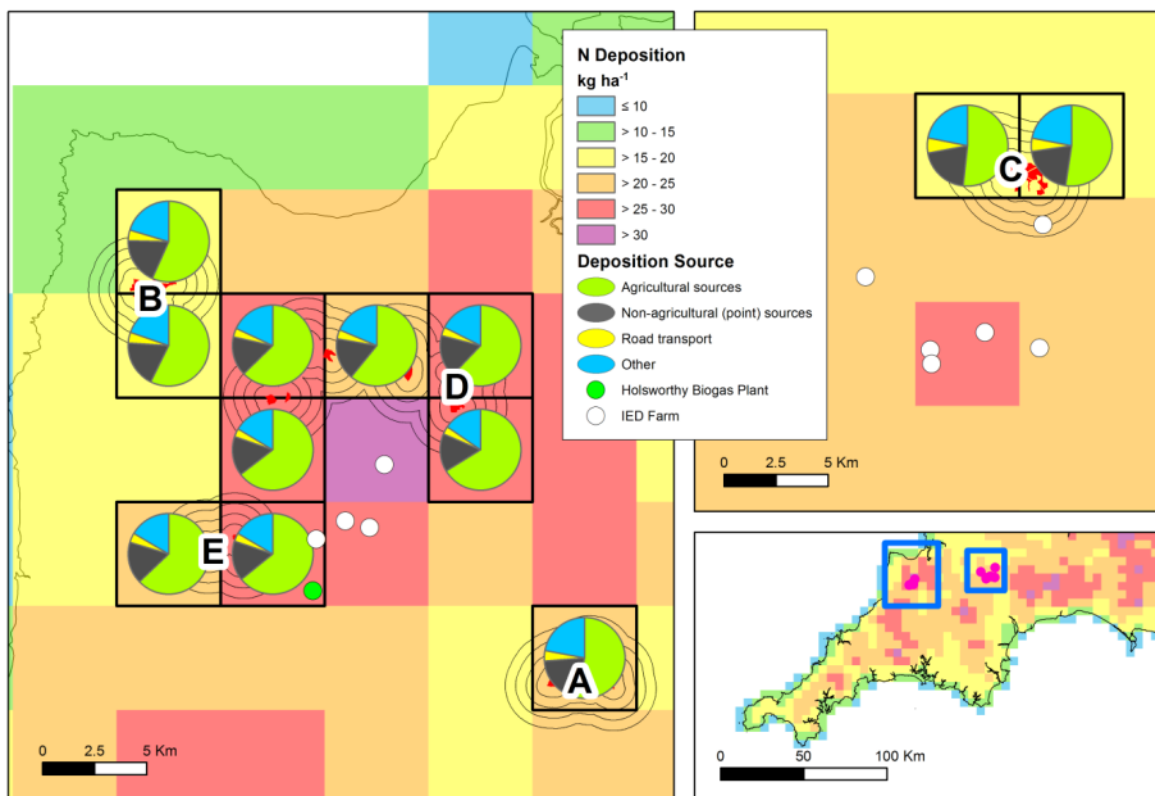 N Deposition
kg ha⁻¹
≤ 10
> 10 - 15
> 15 - 20
> 20 - 25
> 25 - 30
> 30
Deposition Source
Agricultural sources
Non-agricultural (point) sources
Road transport
Other
Holsworthy Biogas Plant
IED Farm
B
D
E
A
0 2.5 5 Km
C
0 2.5 5 Km
0 50 100 Km